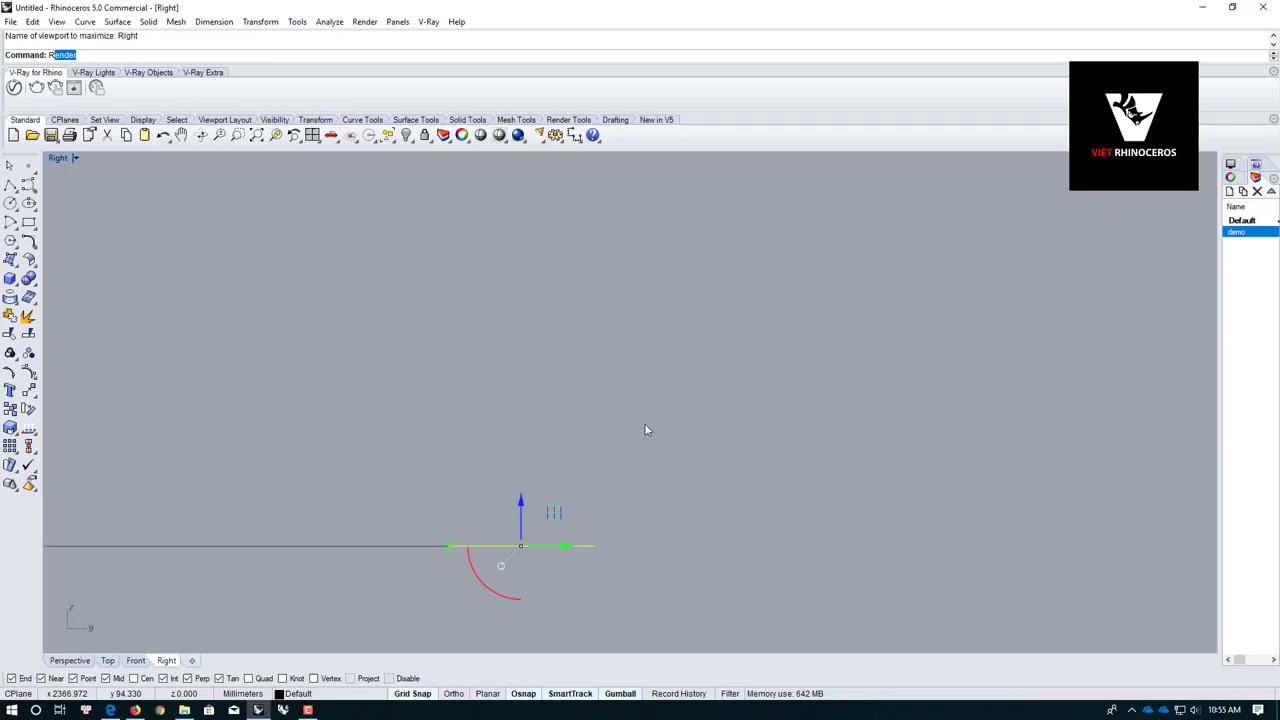 Untitled - Rhinoceros 5.0 Commercial - [Right]
File Edit View Curve Surface Solid Mesh Dimension Transform Tools Analyze Render Panels V-Ray Help
Name of viewport to maximize: Right
Command: Render
V-Ray for Rhino V-Ray Lights V-Ray Objects V-Ray Extra
VIỆT RHINOCEROS
Standard CPlanes Set View Display Select Viewport Layout Visibility Transform Curve Tools Surface Tools Solid Tools Mesh Tools Render Tools Drafting New in V5
Right
Name
Default
demo
z
y
Perspective Top Front Right
End Near Point Mid Cen Int Perp Tan Quad Knot Vertex Project Disable
CPlane x 2366.972 y 94.330 z 0.000 Millimeters Default Grid Snap Ortho Planar Osnap SmartTrack Gumball Record History Filter Memory use: 642 MB
10:55 AM